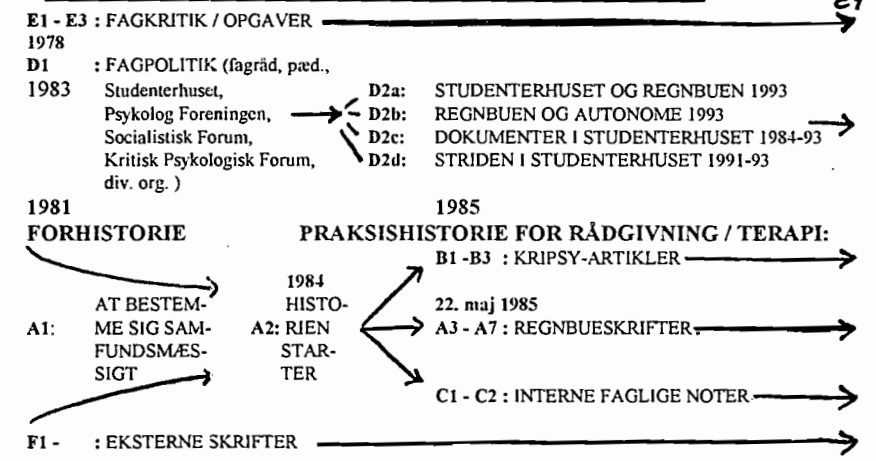 E1 - E3 : FAGKRITIK / OPGAVER
1978
D1 : FAGPOLITIK (fagråd, pæd.,
1983 Studenterhuset, D2a: STUDENTERHUSET OG REGNBUEN 1993
Psykolog Foreningen, D2b: REGNBUEN OG AUTONOME 1993
Socialistisk Forum, D2c: DOKUMENTER I STUDENTERHUSET 1984-93
Kritisk Psykologisk Forum, D2d: STRIDEN I STUDENTERHUSET 1991-93
div. org. )
1981 1985
FORHISTORIE PRAKSISHISTORIE FOR RÅDGIVNING / TERAPI:
B1 -B3 : KRIPSY-ARTIKLER
1984
AT BESTEM- HISTO- 22. maj 1985
A1: ME SIG SAM- A2: RIEN A3 - A7 : REGNBUESKRIFTER
FUNDSMÆS- STAR-
SIGT TER
C1 - C2 : INTERNE FAGLIGE NOTER
F1 - : EKSTERNE SKRIFTER